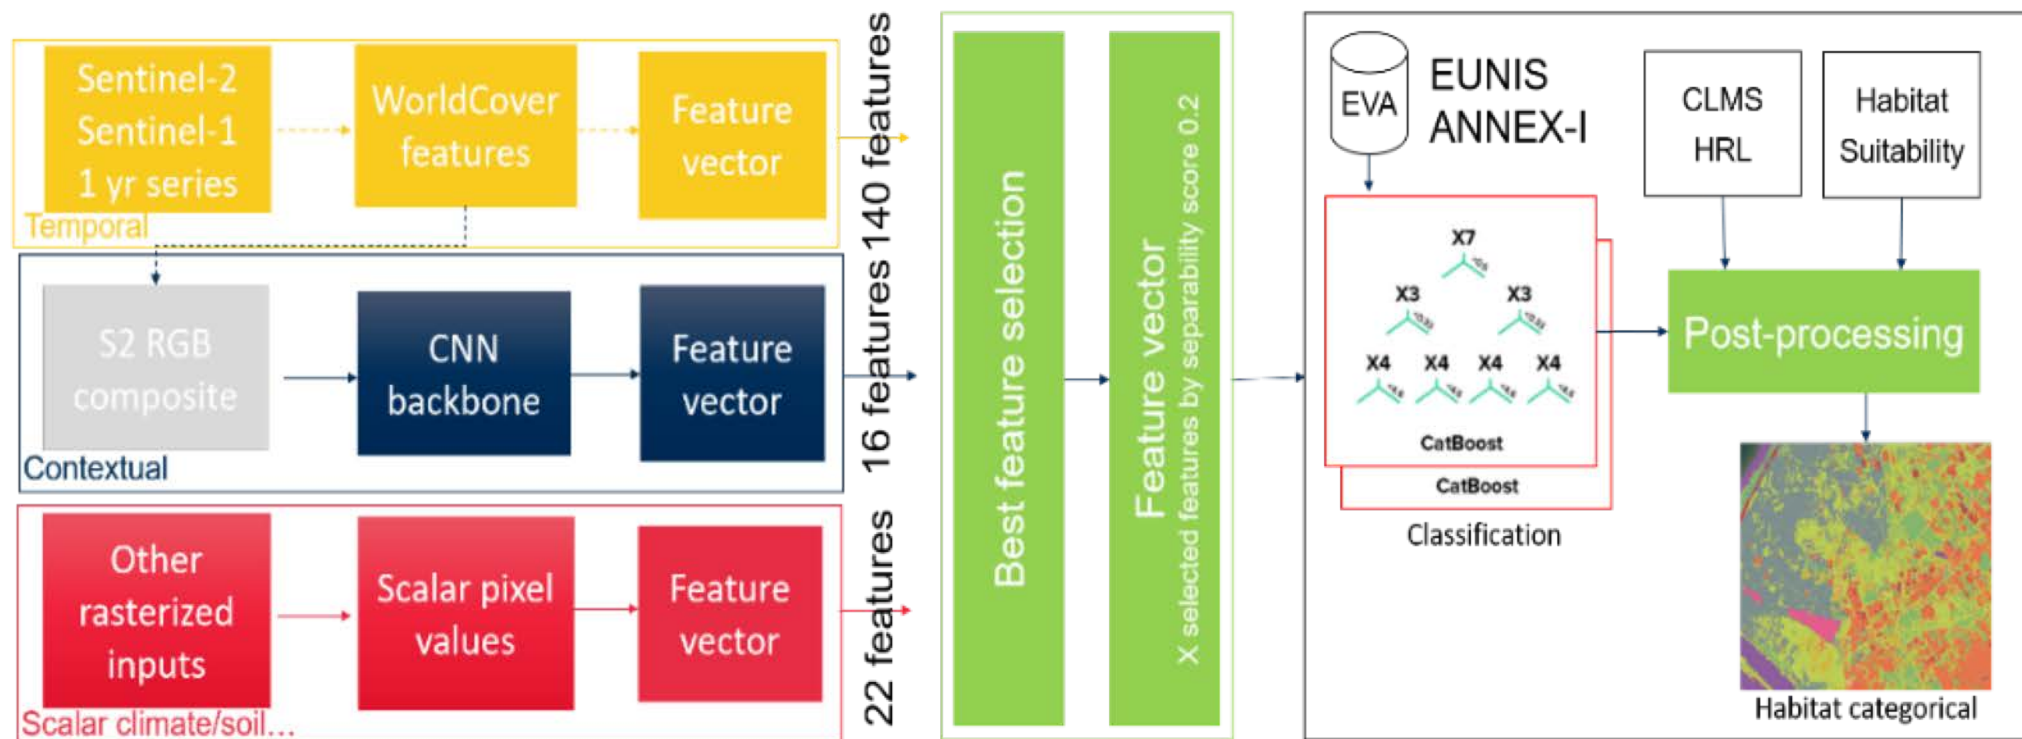 Sentinel-2
Sentinel-1
1 yr series
WorldCover
features
Feature
vector
Temporal
140 features
S2 RGB
composite
CNN
backbone
Feature
vector
Contextual
16 features
Other
rasterized
inputs
Scalar pixel
values
Feature
vector
Scalar climate/soil...
22 features
Best feature selection
Feature vector
X selected features by separability score 0.2
EVA
EUNIS
ANNEX-I
CLMS
HRL
Habitat
Suitability
X7
X3
X3
X4
X4
X4
X4
CatBoost
CatBoost
Classification
Post-processing
Habitat categorical